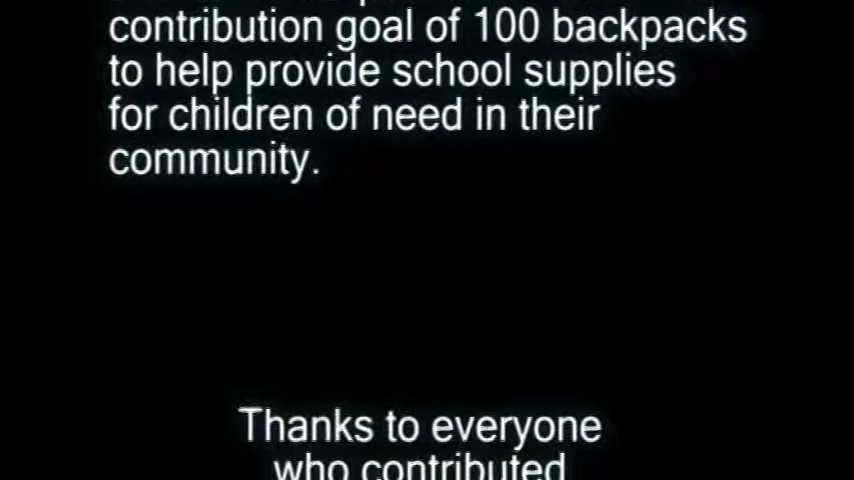 contribution goal of 100 backpacks
to help provide school supplies
for children of need in their
community.
Thanks to everyone
who contributed